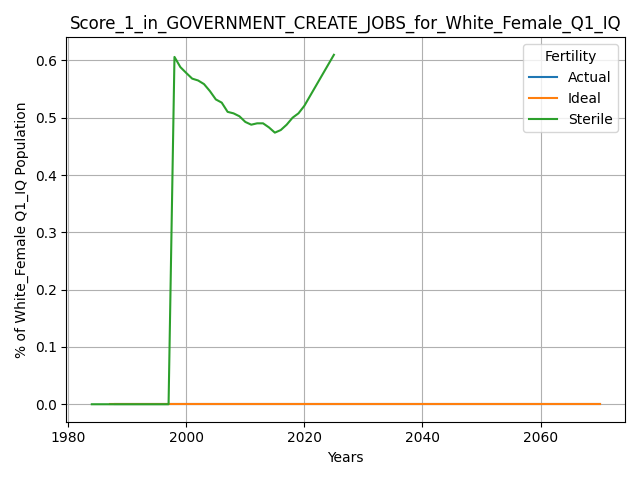 Score_1_in_GOVERNMENT_CREATE_JOBS_for_White_Female_Q1_IQ
% of White_Female Q1_IQ Population
0.6
0.5
0.4
0.3
0.2
0.1
0.0
Fertility
Actual
Ideal
Sterile
1980
2000
2020
2040
2060
Years